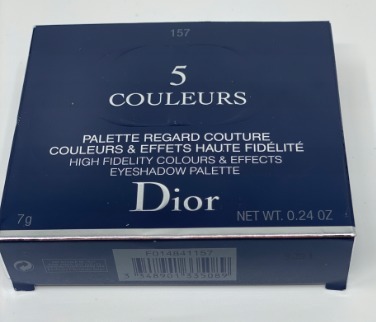 157
5
COULEURS
PALETTE REGARD COUTURE
COULEURS & EFFETS HAUTE FIDÉLITÉ
HIGH FIDELITY COLOURS & EFFECTS
EYESHADOW PALETTE
Dior
7g NET WT. 0.24 OZ
F014841157